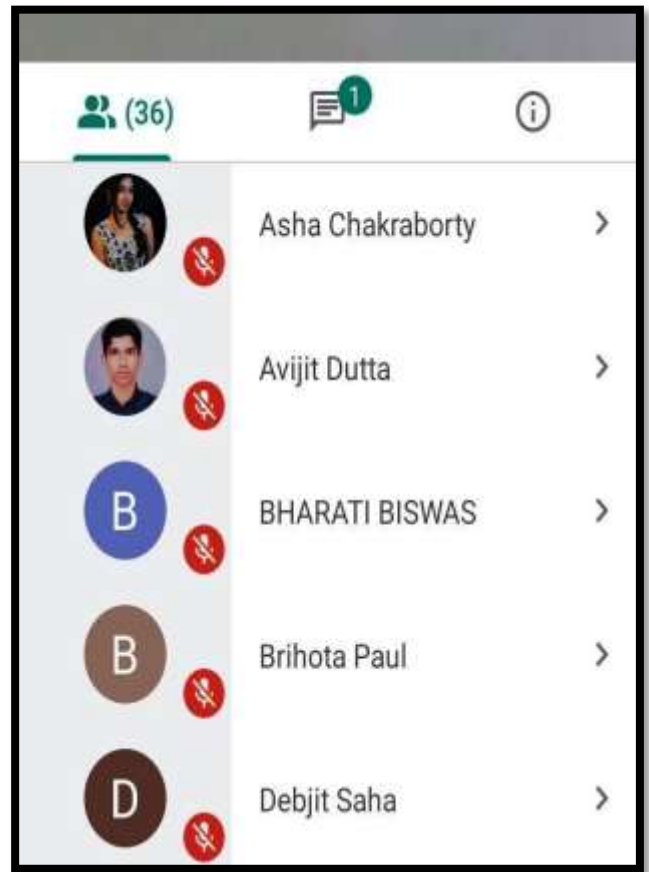 (36)
1
Asha Chakraborty
Avijit Dutta
B
BHARATI BISWAS
B
Brihota Paul
D
Debjit Saha